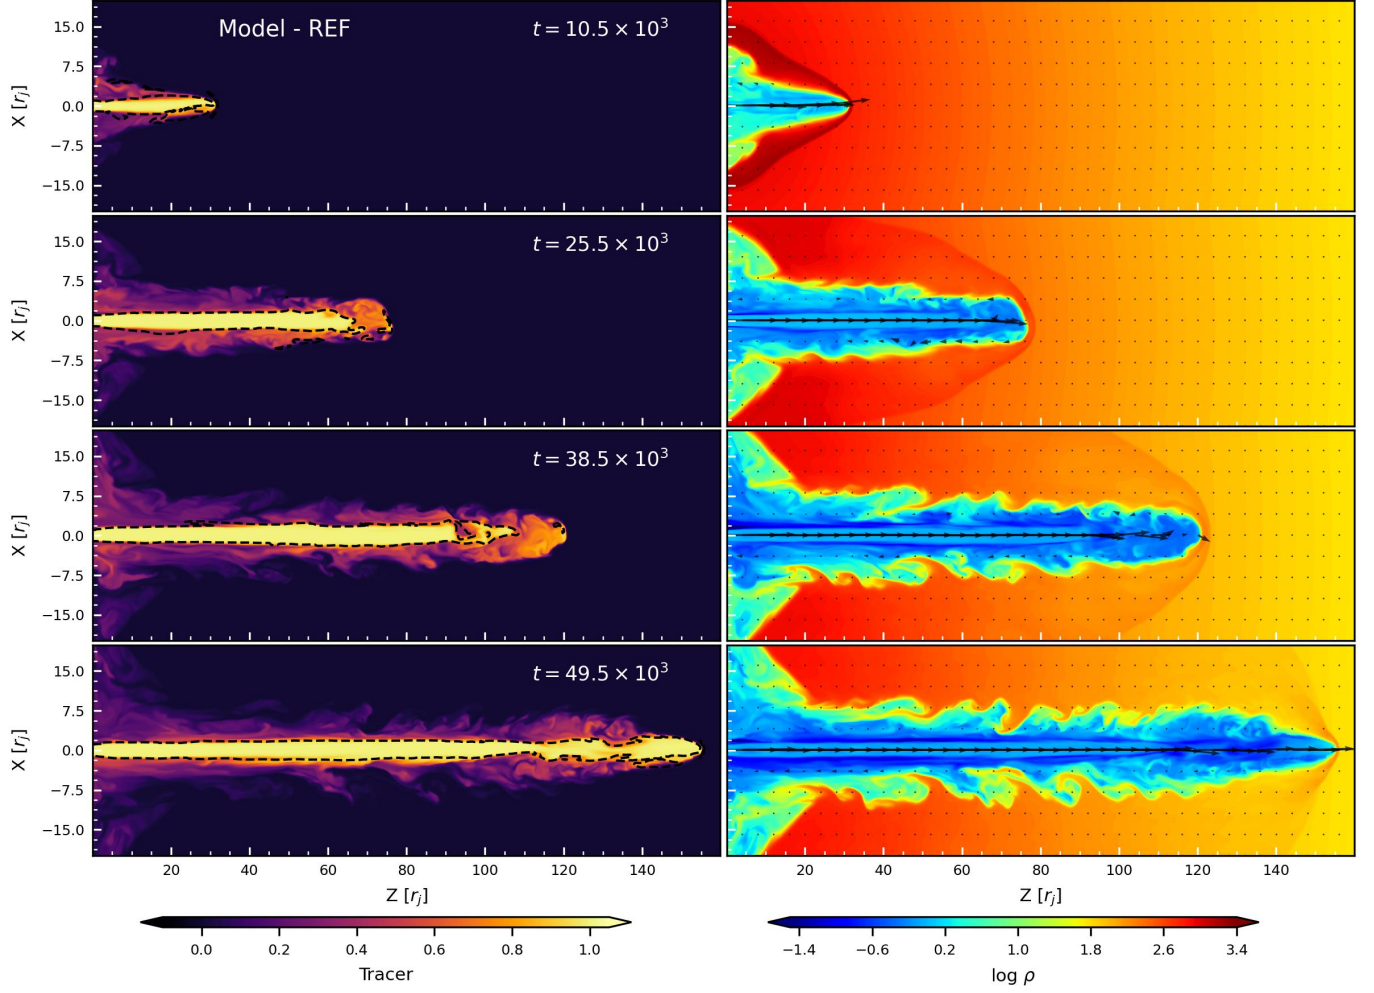 Model - REF
t = 10.5 × 10³
15.0
7.5
0.0
−7.5
−15.0
X [rⱼ]
t = 25.5 × 10³
15.0
7.5
0.0
−7.5
−15.0
X [rⱼ]
t = 38.5 × 10³
15.0
7.5
0.0
−7.5
−15.0
X [rⱼ]
t = 49.5 × 10³
15.0
7.5
0.0
−7.5
−15.0
X [rⱼ]
20 40 60 80 100 120 140
Z [rⱼ]
20 40 60 80 100 120 140
Z [rⱼ]
0.0 0.2 0.4 0.6 0.8 1.0
Tracer
−1.4 −0.6 0.2 1.0 1.8 2.6 3.4
log ρ